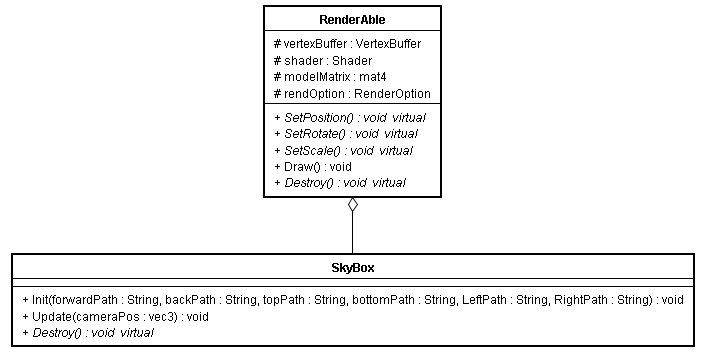 RenderAble
# vertexBuffer : VertexBuffer
# shader : Shader
# modelMatrix : mat4
# rendOption : RenderOption
+ SetPosition() : void virtual
+ SetRotate() : void virtual
+ SetScale() : void virtual
+ Draw() : void
+ Destroy() : void virtual
SkyBox
+ Init(forwardPath : String, backPath : String, topPath : String, bottomPath : String, LeftPath : String, RightPath : String) : void
+ Update(cameraPos : vec3) : void
+ Destroy() : void virtual